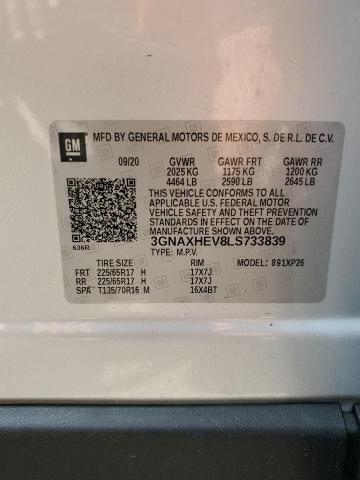 GM
MFD BY GENERAL MOTORS DE MEXICO, S. DE R.L. DE C.V.
09/20 GVWR GAWR FRT GAWR RR
2025 KG 1175 KG 1200 KG
4464 LB 2590 LB 2645 LB
THIS VEHICLE CONFORMS TO ALL
APPLICABLE U.S. FEDERAL MOTOR
VEHICLE SAFETY, BUMPER, AND THEFT
PREVENTION STANDARDS IN EFFECT ON
THE DATE OF MANUFACTURE SHOWN ABOVE.
636R 3GNAXHEV8LS733839
TYPE: M.P.V.
TIRE SIZE RIM MODEL: 891XP26
FRT 225/65R17 H 17X7J
RR 225/65R17 H 17X7J
SPA T135/70R16 M 16X4BT